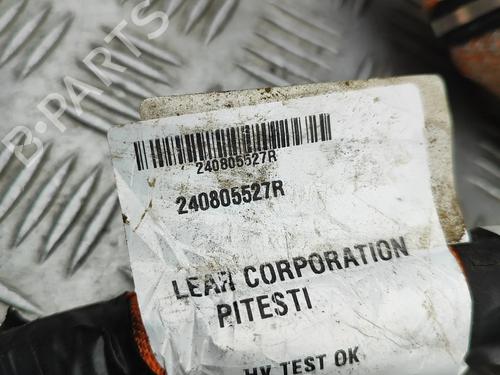 B-PARTS
240805527R
240805527R
LEAR CORPORATION
PITESTI
HV TEST OK